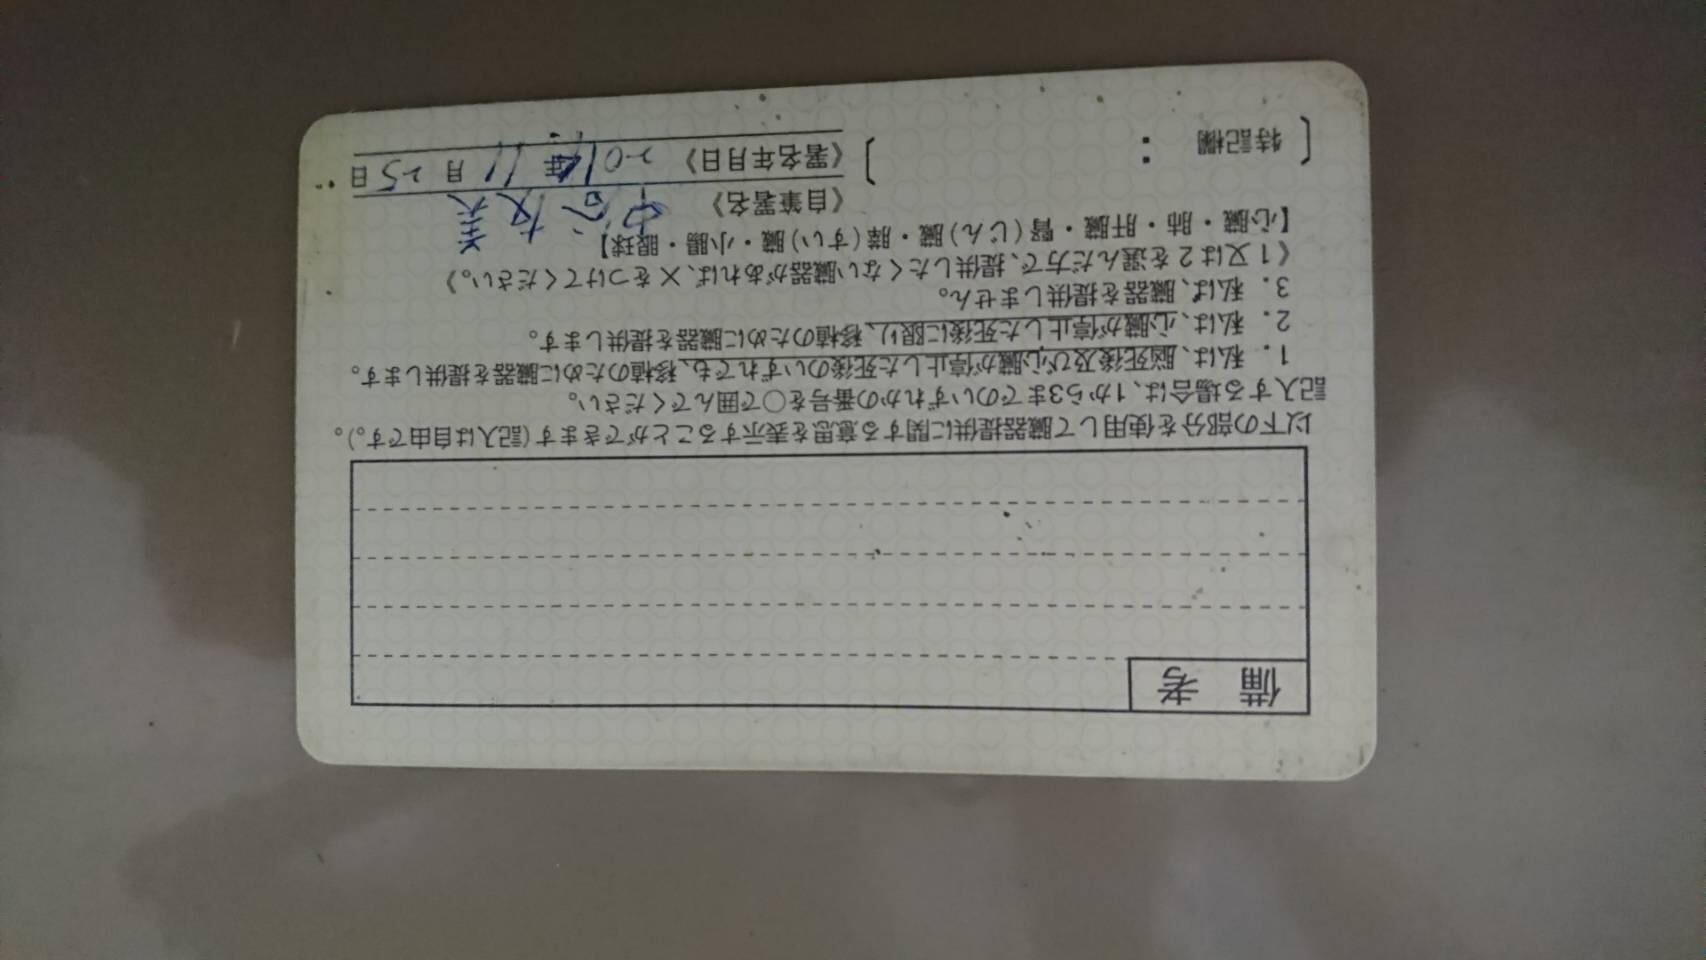 備考
以下の部分を使用して臓器提供に関する意思を表示することができます(記入は自由です。)。
記入する場合は、1から3までのいずれかの番号を○で囲んでください。
1. 私は、脳死後及び心臓が停止した死後のいずれでも、移植のために臓器を提供します。
2. 私は、心臓が停止した死後に限り、移植のために臓器を提供します。
3. 私は、臓器を提供しません。
《1又は2を選んだ方で、提供したくない臓器があれば、×をつけてください。》
【心臓・肺・肝臓・腎(じん)臓・膵(すい)臓・小腸・眼球】
〔特記欄:〕
《自筆署名》
《署名年月日》 年 11月25日